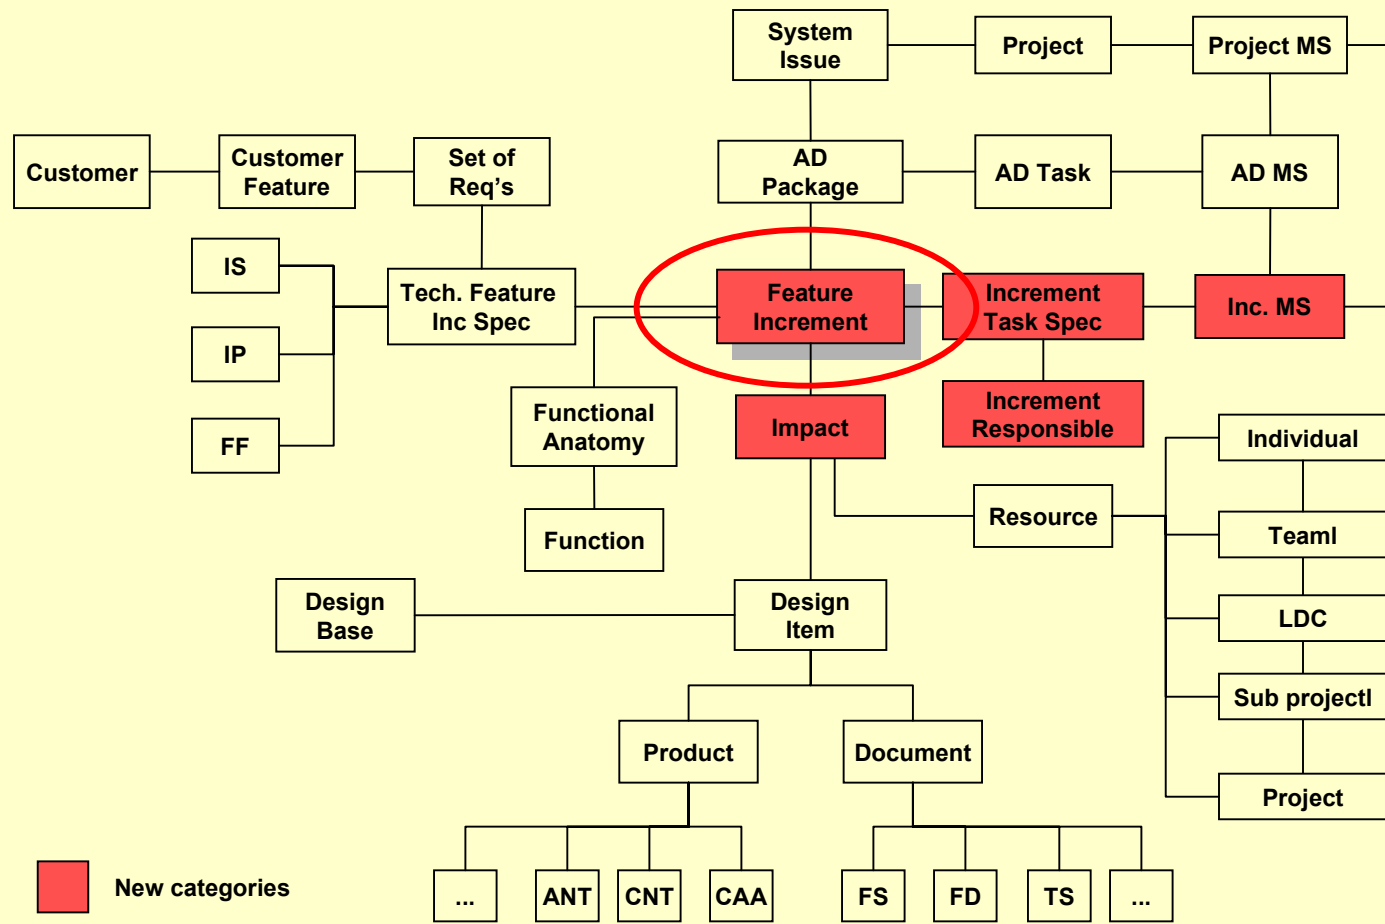 System
Issue
Project
Project MS
Customer
Customer
Feature
Set of
Req’s
AD
Package
AD Task
AD MS
IS
IP
FF
Tech. Feature
Inc Spec
Feature
Increment
Increment
Task Spec
Inc. MS
Functional
Anatomy
Impact
Increment
Responsible
Individual
Function
Resource
Teaml
Design
Base
Design
Item
LDC
Sub projectl
Product
Document
Project
...
ANT
CNT
CAA
FS
FD
TS
...
New categories